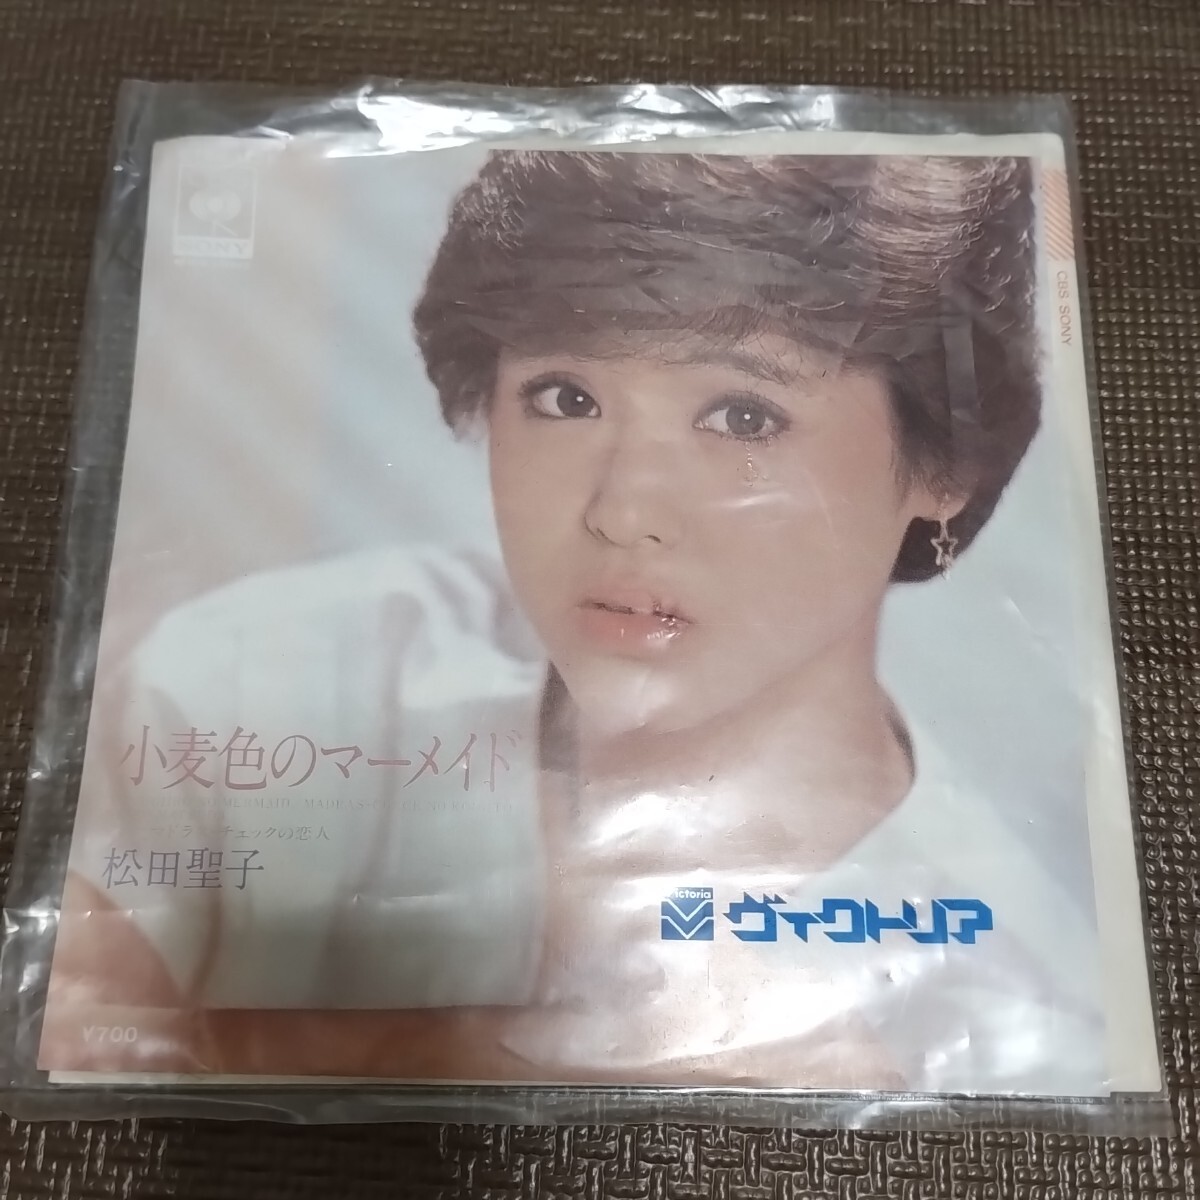 SONY
CBS SONY
小麦色のマーメイド
チェックの恋人
松田聖子
Victoria
ヴィクトリア
¥700